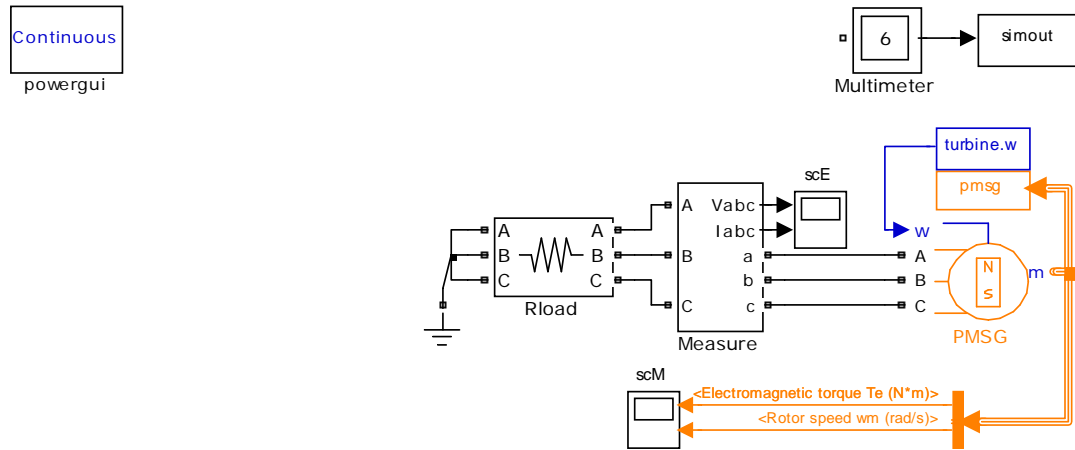 Continuous
powergui
6
simout
Multimeter
turbine.w
pmsg
scE
A Vabc
Iabc
w
A A
B B
C C
B a
b
C c
A
B
C
N
S
m
Rload
Measure
PMSG
scM
<Electromagnetic torque Te (N*m)>
<Rotor speed wm (rad/s)>